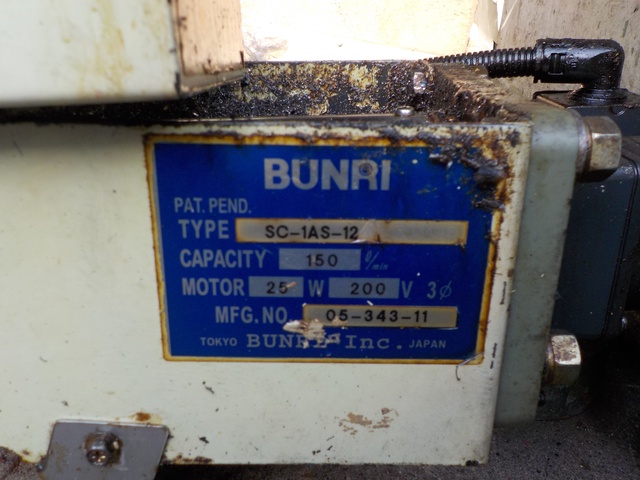 BUNRI
PAT. PEND.
TYPE SC-1AS-12
CAPACITY 150 ℓ/min
MOTOR 25 W 200 V 3ϕ
MFG.NO. 05-343-11
TOKYO BUNRI Inc. JAPAN